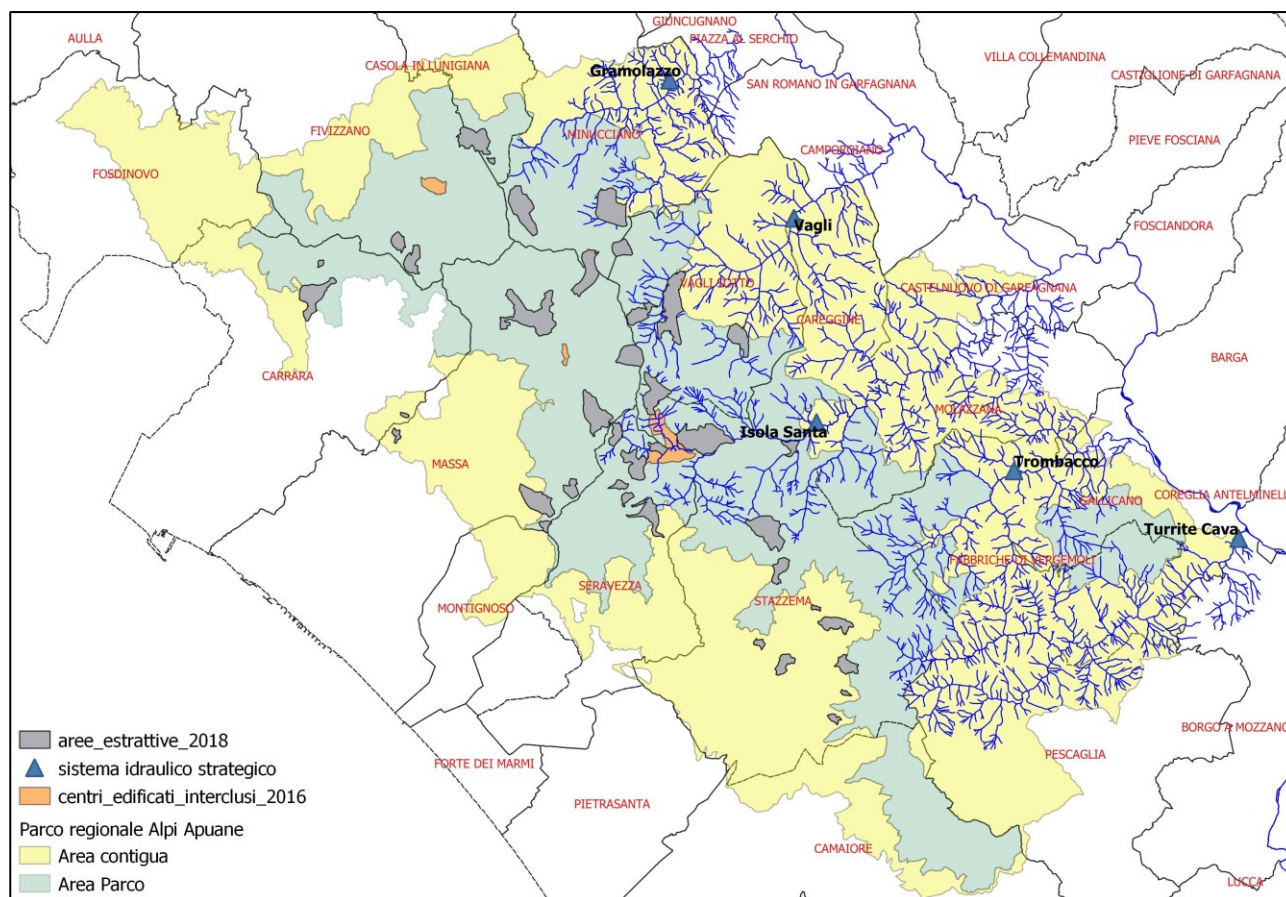 GIUNCUGNANO
AULLA
PIAZZA AL SERCHIO
VILLA COLLEMANDINA
CASOLA IN LUNIGIANA
Gramolazzo
CASTIGLIONE DI GARFAGNANA
SAN ROMANO IN GARFAGNANA
FIVIZZANO
MINUCCIANO
PIEVE FOSCIANA
CAMPORGIANO
FOSDINOVO
Vagli
FOSCIANDORA
VAGLI SOTTO
CASTELNUOVO DI GARFAGNANA
CAREGGINE
BARGA
CARRARA
MOLAZZANA
Isola Santa
MASSA
Trombacco
GALLICANO
COREGLIA ANTELMINELL
Turrite Cava
FABBRICHE DI VERGEMOLI
SERAVEZZA
STAZZEMA
MONTIGNOSO
BORGO A MOZZANO
aree_estrattive_2018
PESCAGLIA
sistema idraulico strategico
FORTE DEI MARMI
centri_edificati_interclusi_2016
PIETRASANTA
Parco regionale Alpi Apuane
Area contigua
CAMAIORE
Area Parco
LUCCA